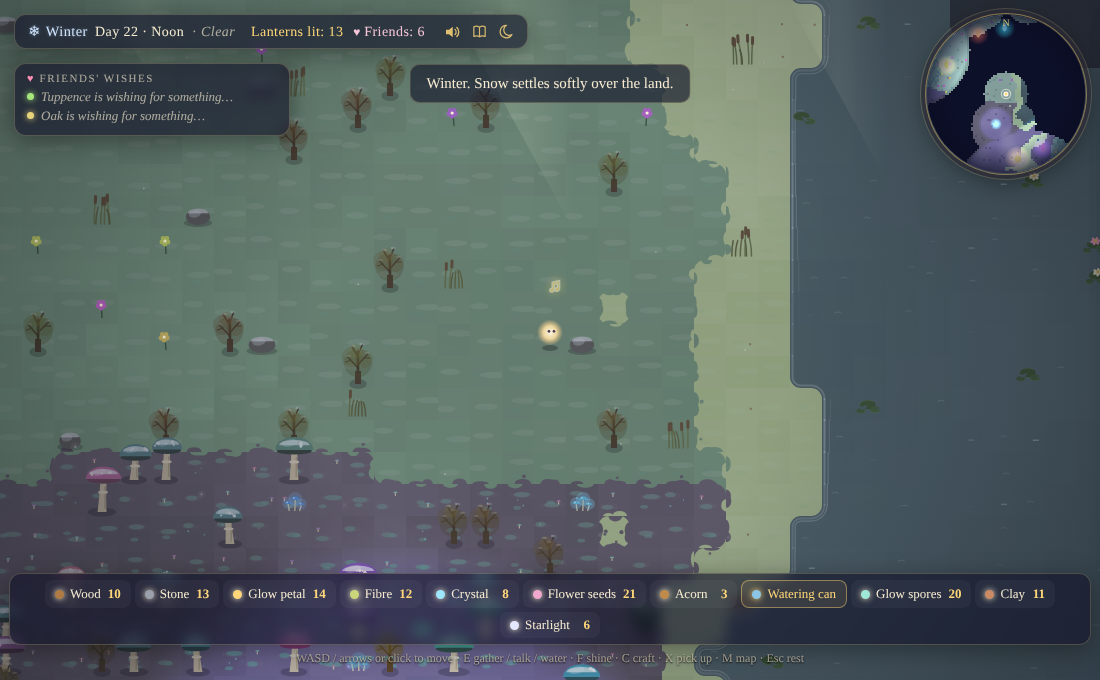 ❄ Winter Day 22 · Noon · Clear Lanterns lit: 13 ♥ Friends: 6
N
♥ FRIENDS' WISHES
Tuppence is wishing for something…
Oak is wishing for something…
Winter. Snow settles softly over the land.
Wood 10 Stone 13 Glow petal 14 Fibre 12 Crystal 8 Flower seeds 21 Acorn 3 Watering can Glow spores 20 Clay 11
Starlight 6
WASD / arrows or click to move · E gather / talk / water · F shine · C craft · X pick up · M map · Esc rest